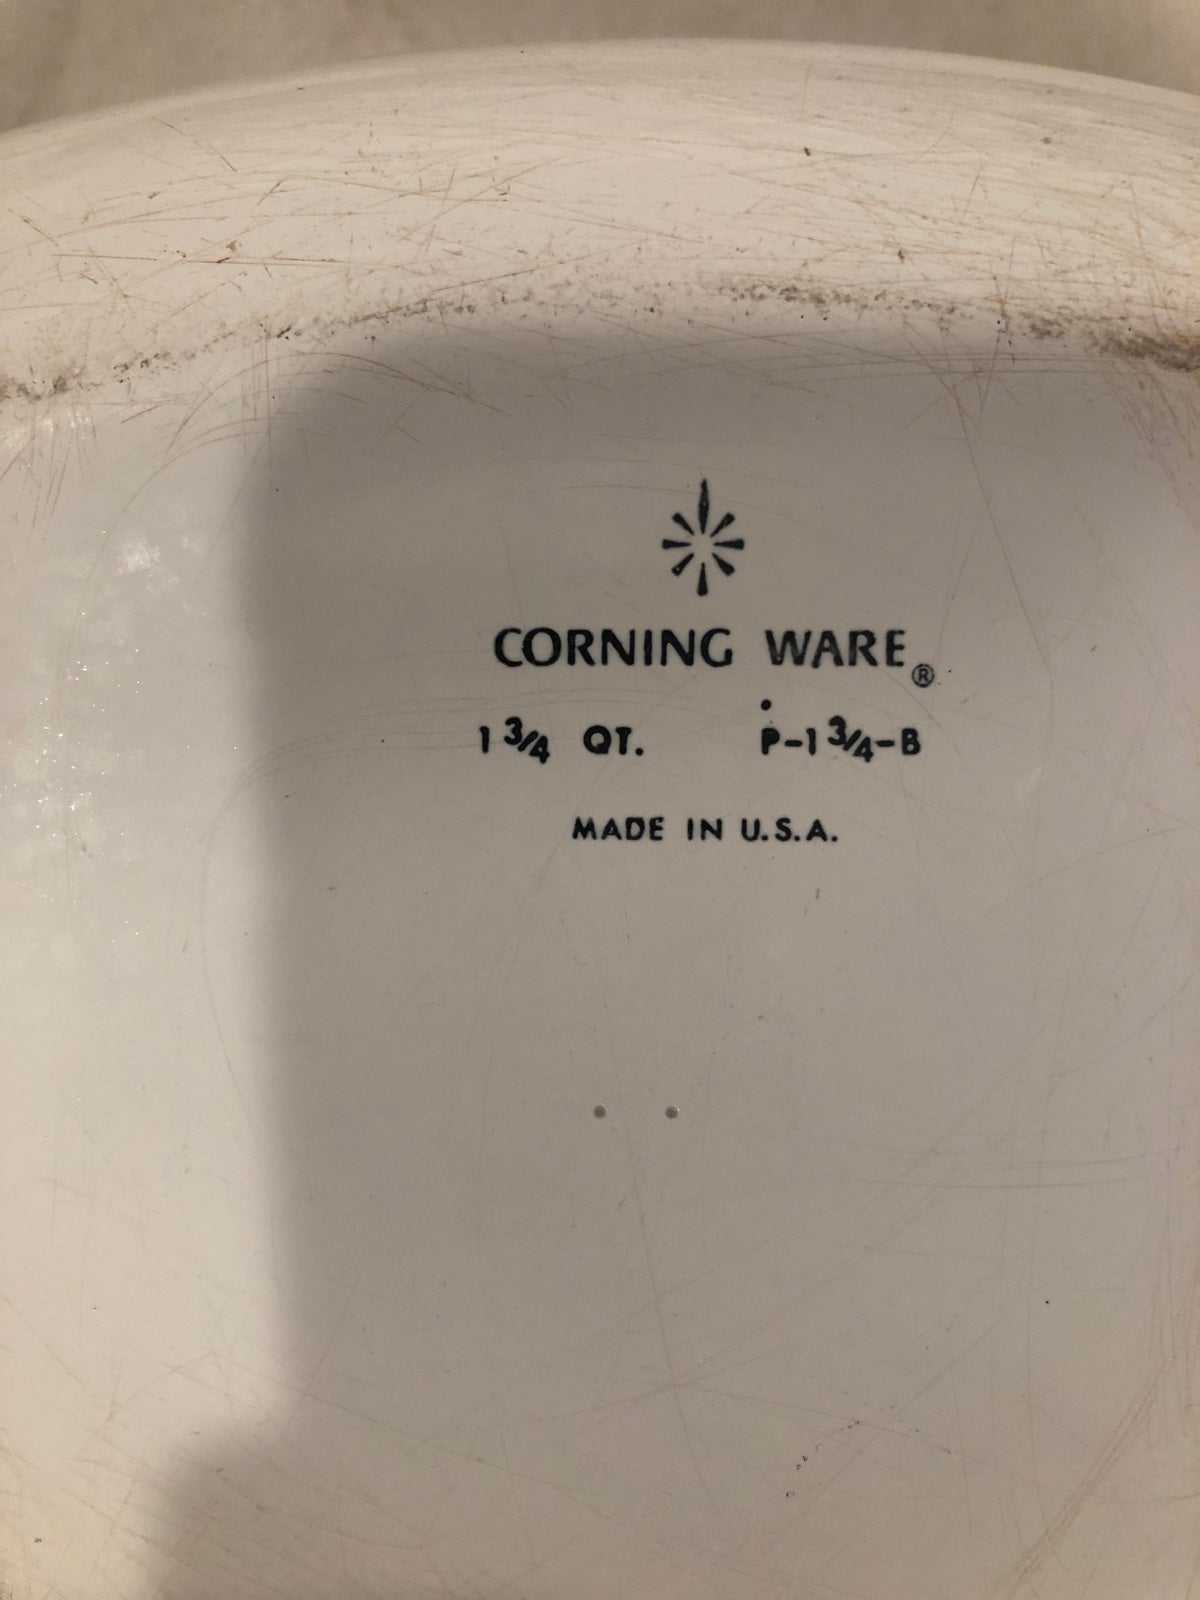 CORNING WARE®
1 3/4 QT. P-1 3/4-B
MADE IN U.S.A.